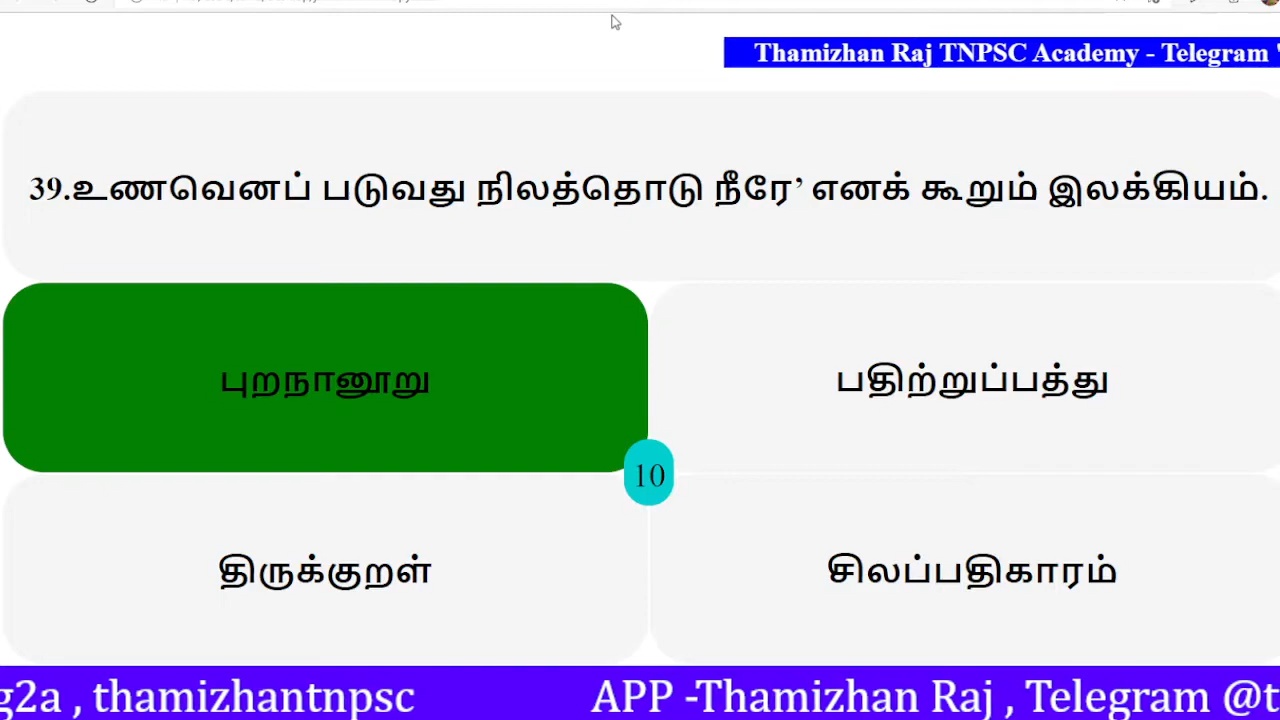 Thamizhan Raj TNPSC Academy - Telegram
39.உணவெனப் படுவது நிலத்தொடு நீரே’ எனக் கூறும் இலக்கியம்.
புறநானூறு
பதிற்றுப்பத்து
10
திருக்குறள்
சிலப்பதிகாரம்
g2a , thamizhantnpsc APP -Thamizhan Raj , Telegram @t